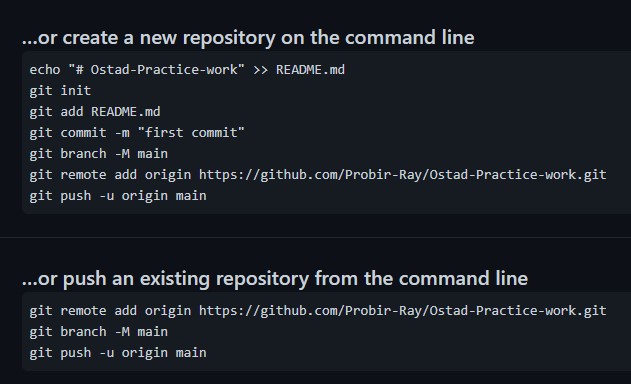 ...or create a new repository on the command line
echo "# Ostad-Practice-work" >> README.md
git init
git add README.md
git commit -m "first commit"
git branch -M main
git remote add origin https://github.com/Probir-Ray/Ostad-Practice-work.git
git push -u origin main
...or push an existing repository from the command line
git remote add origin https://github.com/Probir-Ray/Ostad-Practice-work.git
git branch -M main
git push -u origin main